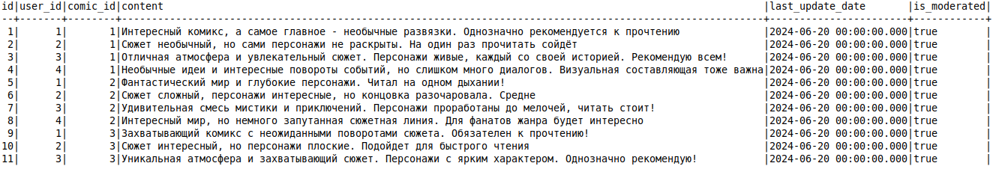 id|user_id|comic_id|content|last_update_date|is_moderated|
--+-------+--------+----------------------------------------------------------------------------------------------------------+-----------------------+------------+
1| 1| 1|Интересный комикс, а самое главное - необычные развязки. Однозначно рекомендуется к прочтению|2024-06-20 00:00:00.000|true |
2| 2| 1|Сюжет необычный, но сами персонажи не раскрыты. На один раз прочитать сойдёт|2024-06-20 00:00:00.000|true |
3| 3| 1|Отличная атмосфера и увлекательный сюжет. Персонажи живые, каждый со своей историей. Рекомендую всем!|2024-06-20 00:00:00.000|true |
4| 4| 1|Необычные идеи и интересные повороты событий, но слишком много диалогов. Визуальная составляющая тоже важна|2024-06-20 00:00:00.000|true |
5| 1| 2|Фантастический мир и глубокие персонажи. Читал на одном дыхании!|2024-06-20 00:00:00.000|true |
6| 2| 2|Сюжет сложный, персонажи интересные, но концовка разочаровала. Средне|2024-06-20 00:00:00.000|true |
7| 3| 2|Удивительная смесь мистики и приключений. Персонажи проработаны до мелочей, читать стоит!|2024-06-20 00:00:00.000|true |
8| 4| 2|Интересный мир, но немного запутанная сюжетная линия. Для фанатов жанра будет интересно|2024-06-20 00:00:00.000|true |
9| 1| 3|Захватывающий комикс с неожиданными поворотами сюжета. Обязателен к прочтению!|2024-06-20 00:00:00.000|true |
10| 2| 3|Сюжет интересный, но персонажи плоские. Подойдет для быстрого чтения|2024-06-20 00:00:00.000|true |
11| 3| 3|Уникальная атмосфера и захватывающий сюжет. Персонажи с ярким характером. Однозначно рекомендую!|2024-06-20 00:00:00.000|true |